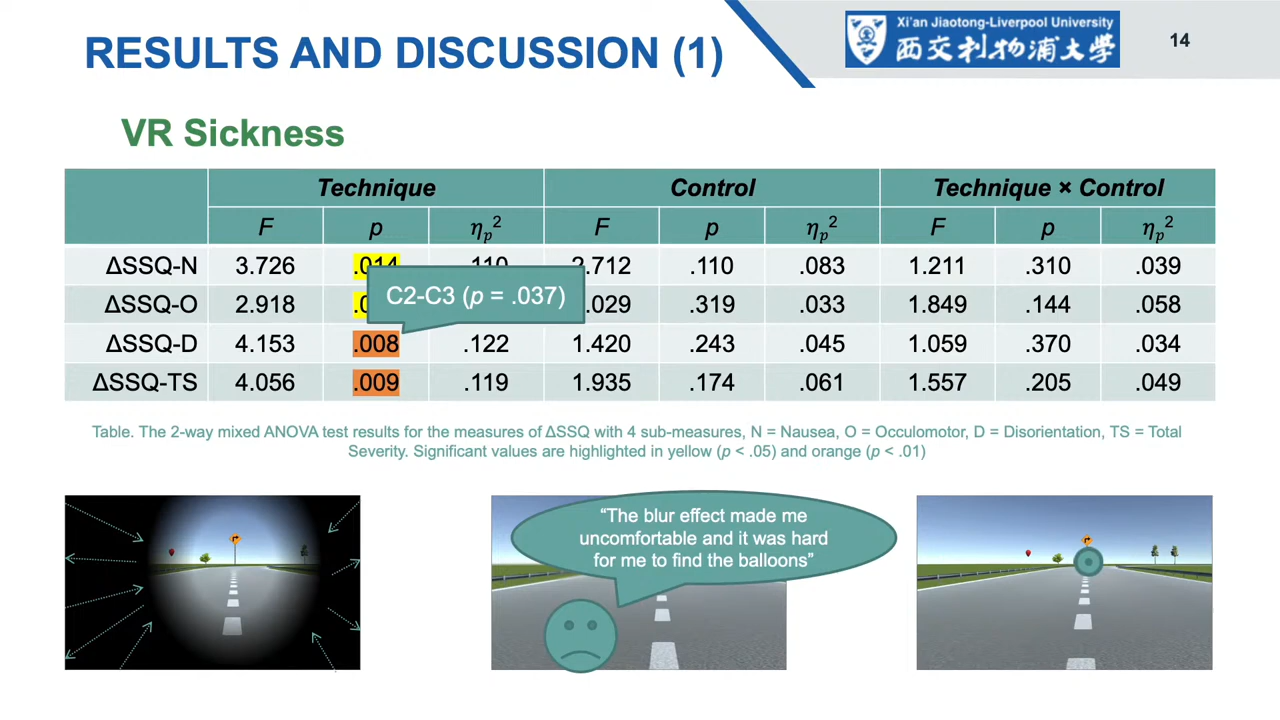 RESULTS AND DISCUSSION (1)
Xi'an Jiaotong-Liverpool University
西交利物浦大學
14
VR Sickness
Technique Control Technique × Control
F p ηp² F p ηp² F p ηp²
ΔSSQ-N 3.726 .014 .110 2.712 .110 .083 1.211 .310 .039
C2-C3 (p = .037)
ΔSSQ-O 2.918 .029 .319 .033 1.849 .144 .058
ΔSSQ-D 4.153 .008 .122 1.420 .243 .045 1.059 .370 .034
ΔSSQ-TS 4.056 .009 .119 1.935 .174 .061 1.557 .205 .049
Table. The 2-way mixed ANOVA test results for the measures of ΔSSQ with 4 sub-measures, N = Nausea, O = Occulomotor, D = Disorientation, TS = Total
Severity. Significant values are highlighted in yellow (p < .05) and orange (p < .01)
“The blur effect made me
uncomfortable and it was hard
for me to find the balloons”